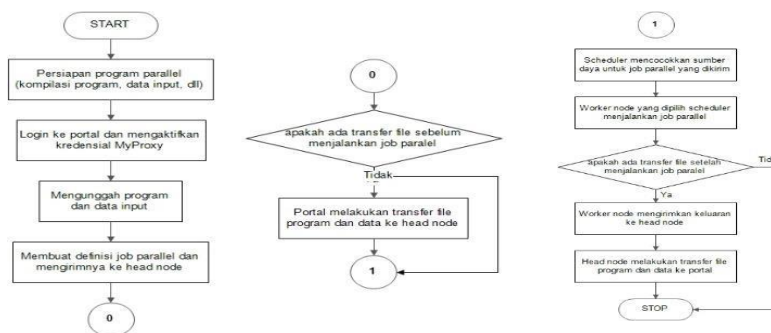 START
Persiapan program parallel
(kompilasi program, data input, dll)
Login ke portal dan mengaktifkan
kredensial MyProxy
Mengunggah program
dan data input
Membuat definisi job parallel dan
mengirimnya ke head node
0
0
apakah ada transfer file sebelum
menjalankan job paralel
Tidak
Portal melakukan transfer file
program dan data ke head node
1
1
Scheduler mencocokkan sumber
daya untuk job parallel yang dikirim
Worker node yang dipilih scheduler
menjalankan job parallel
apakah ada transfer file setelah
menjalankan job paralel
Tid
Ya
Worker node mengirimkan keluaran
ke head node
Head node melakukan transfer file
program dan data ke portal
STOP